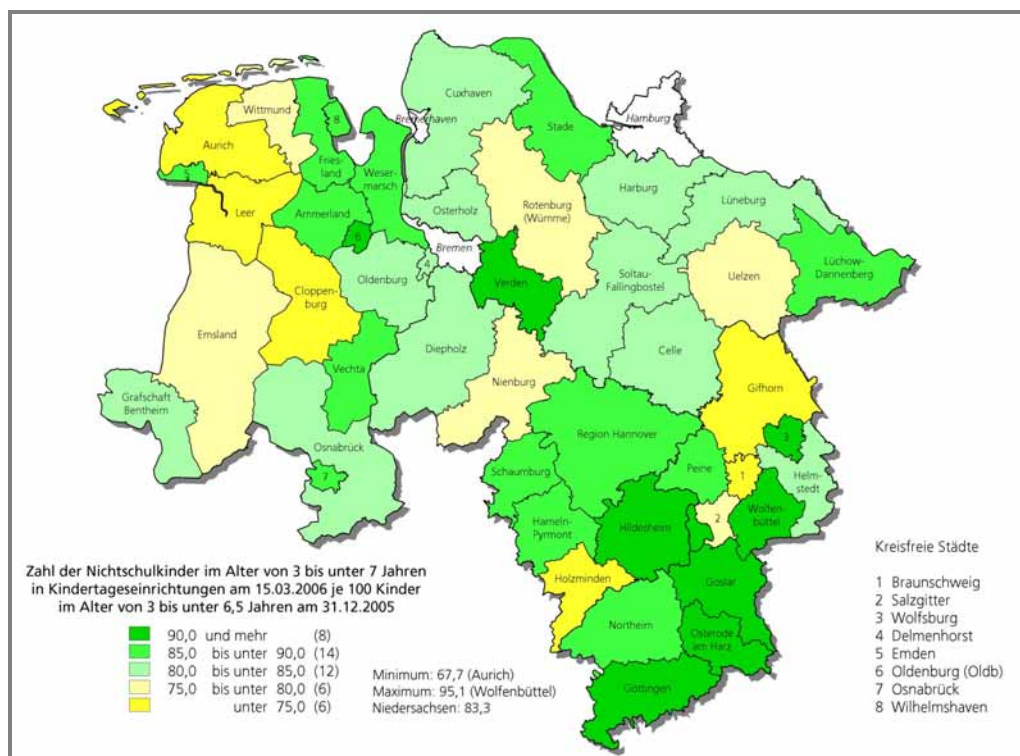 Cuxhaven
Wittmund
Bremerhaven
Hamburg
8
Stade
Aurich
Fries-
land
Weser-
marsch
5
Harburg
Lüneburg
Leer
Ammerland
Osterholz
Rotenburg
(Wümme)
6
Bremen
4
Oldenburg
Soltau-
Fallingbostel
Uelzen
Lüchow-
Dannenberg
Verden
Cloppen-
burg
Emsland
Diepholz
Celle
Vechta
Nienburg
Gifhorn
Grafschaft
Bentheim
Region Hannover
3
Osnabrück
Schaumburg
Peine
1
Helm-
stedt
7
2
Wolfen-
büttel
Hameln-
Pyrmont
Hildesheim
Kreisfreie Städte
1 Braunschweig
2 Salzgitter
3 Wolfsburg
4 Delmenhorst
5 Emden
6 Oldenburg (Oldb)
7 Osnabrück
8 Wilhelmshaven
Holzminden
Goslar
Northeim
Osterode
am Harz
Göttingen
Zahl der Nichtschulkinder im Alter von 3 bis unter 7 Jahren
in Kindertageseinrichtungen am 15.03.2006 je 100 Kinder
im Alter von 3 bis unter 6,5 Jahren am 31.12.2005
90,0 und mehr (8)
85,0 bis unter 90,0 (14)
80,0 bis unter 85,0 (12)
75,0 bis unter 80,0 (6)
unter 75,0 (6)
Minimum: 67,7 (Aurich)
Maximum: 95,1 (Wolfenbüttel)
Niedersachsen: 83,3